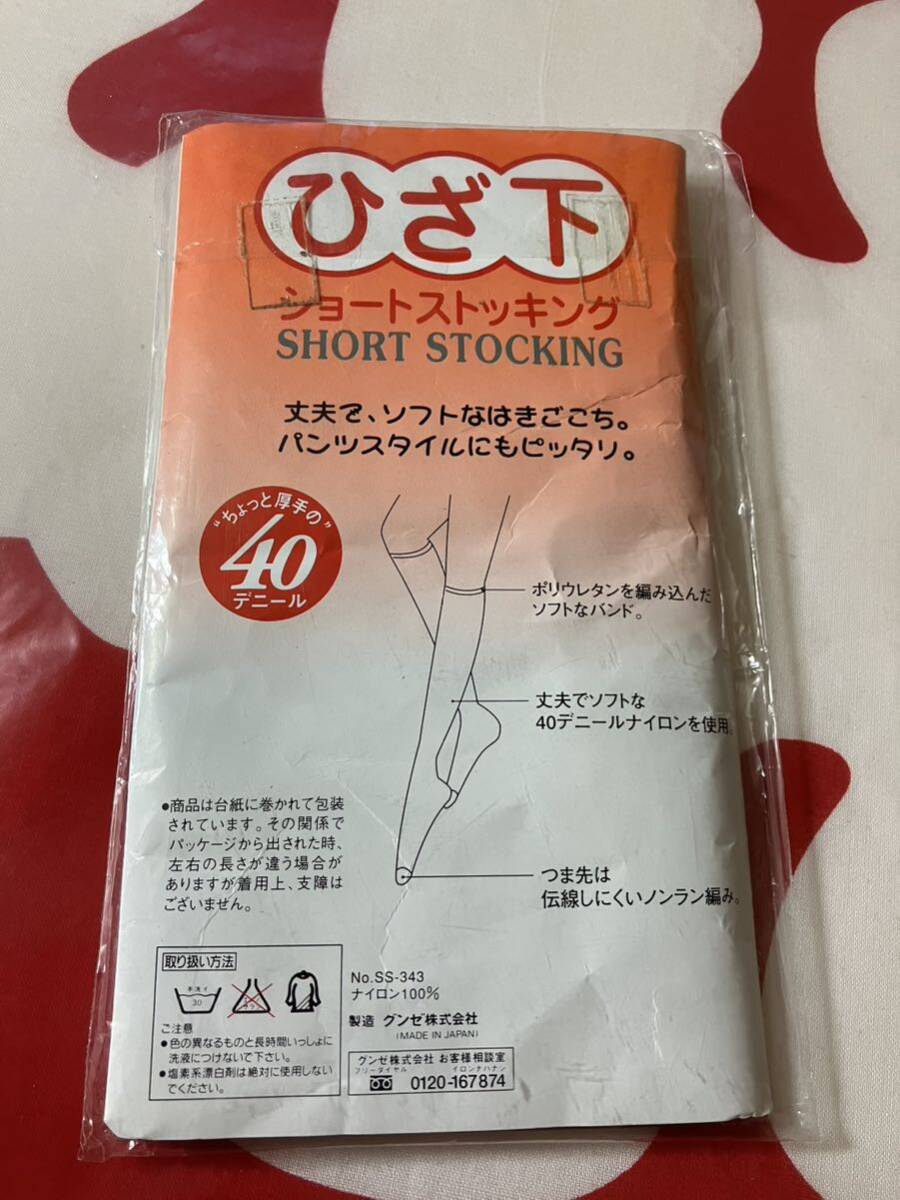 ひざ下
ショートストッキング
SHORT STOCKING
丈夫で、ソフトなはきごこち。
パンツスタイルにもピッタリ。
"ちょっと厚手の"
40
デニール
ポリウレタンを編み込んだ
ソフトなバンド。
丈夫でソフトな
40デニールナイロンを使用。
つま先は
伝線しにくいノンラン編み。
●商品は台紙に巻かれて包装
されています。その関係で
パッケージから出された時、
左右の長さが違う場合が
ありますが着用上、支障は
ございません。
取り扱い方法
手洗イ
30
ご注意
●色の異なるものと長時間いっしょに
洗液につけないで下さい。
●塩素系漂白剤は絶対に使用しない
でください。
No.SS-343
ナイロン100%
製造 グンゼ株式会社
(MADE IN JAPAN)
グンゼ株式会社 お客様相談室
フリーダイヤル イロンナハナシ
0120-167874